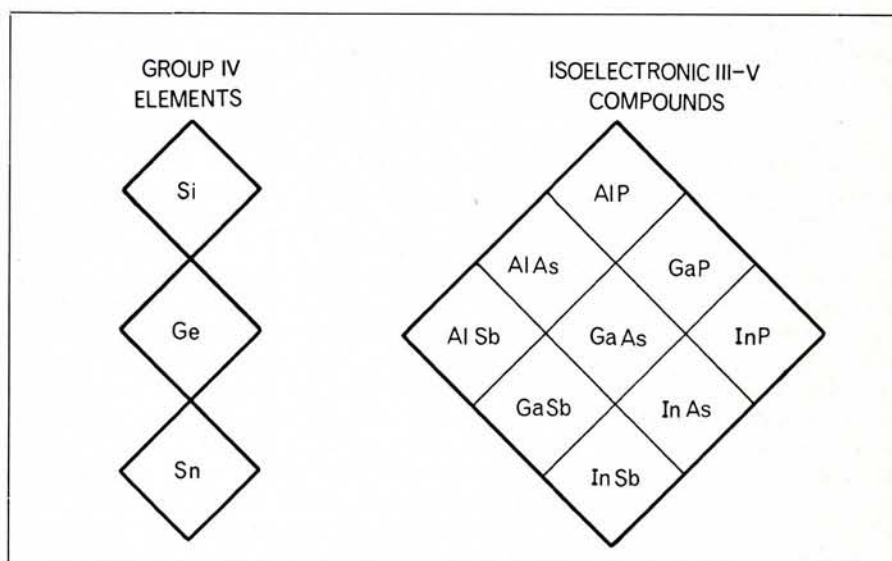 GROUP IV
ELEMENTS
Si
Ge
Sn
ISOELECTRONIC III-V
COMPOUNDS
AlP
AlAs
GaP
AlSb
GaAs
InP
GaSb
InAs
InSb